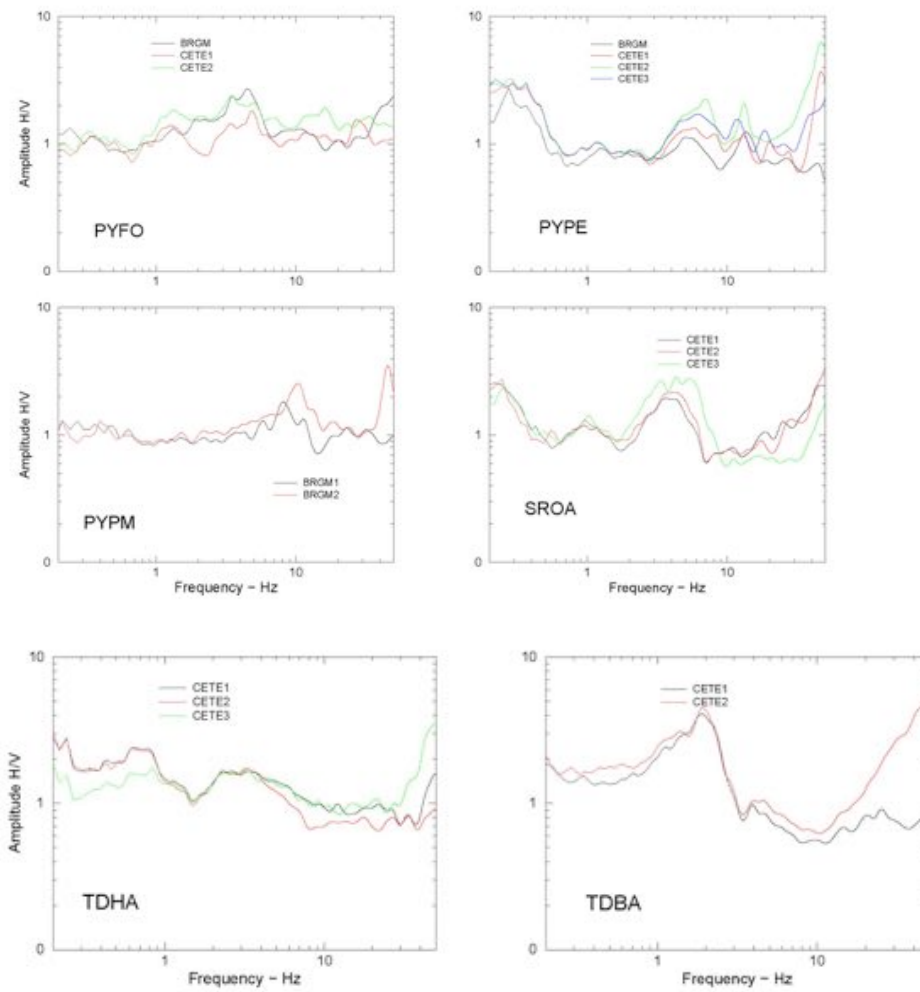 10
BRGM
CETE1
CETE2
Amplitude H/V
1
PYFO
0
1
10
10
BRGM
CETE1
CETE2
CETE3
1
PYPE
0
1
10
10
Amplitude H/V
1
BRGM1
BRGM2
PYPM
0
1
10
Frequency – Hz
10
CETE1
CETE2
CETE3
1
SROA
0
1
10
Frequency – Hz
10
CETE1
CETE2
CETE3
Amplitude H/V
1
TDHA
0
1
10
Frequency – Hz
10
CETE1
CETE2
1
TDBA
0
1
10
Frequency – Hz